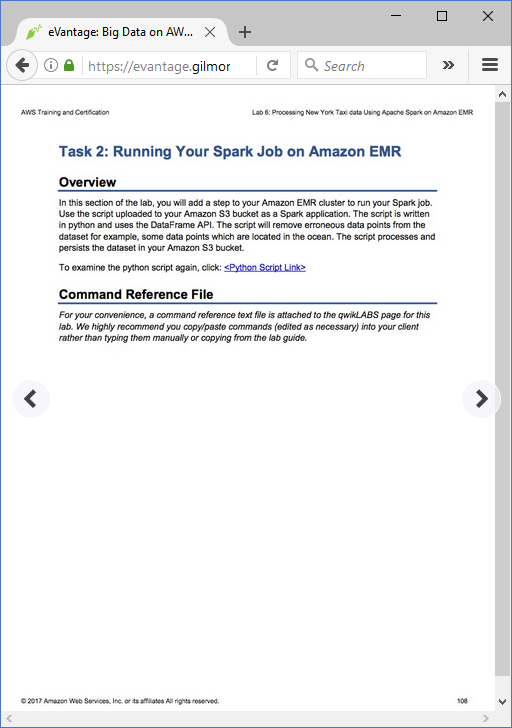 eVantage: Big Data on AW...
https://evantage.gilmor
Search
AWS Training and Certification
Lab 6: Processing New York Taxi data Using Apache Spark on Amazon EMR
Task 2: Running Your Spark Job on Amazon EMR
Overview
In this section of the lab, you will add a step to your Amazon EMR cluster to run your Spark job.
Use the script uploaded to your Amazon S3 bucket as a Spark application. The script is written
in python and uses the DataFrame API. The script will remove erroneous data points from the
dataset for example, some data points which are located in the ocean. The script processes and
persists the dataset in your Amazon S3 bucket.
To examine the python script again, click: <Python Script Link>
Command Reference File
For your convenience, a command reference text file is attached to the qwikLABS page for this
lab. We highly recommend you copy/paste commands (edited as necessary) into your client
rather than typing them manually or copying from the lab guide.
© 2017 Amazon Web Services, Inc. or its affiliates All rights reserved.
108